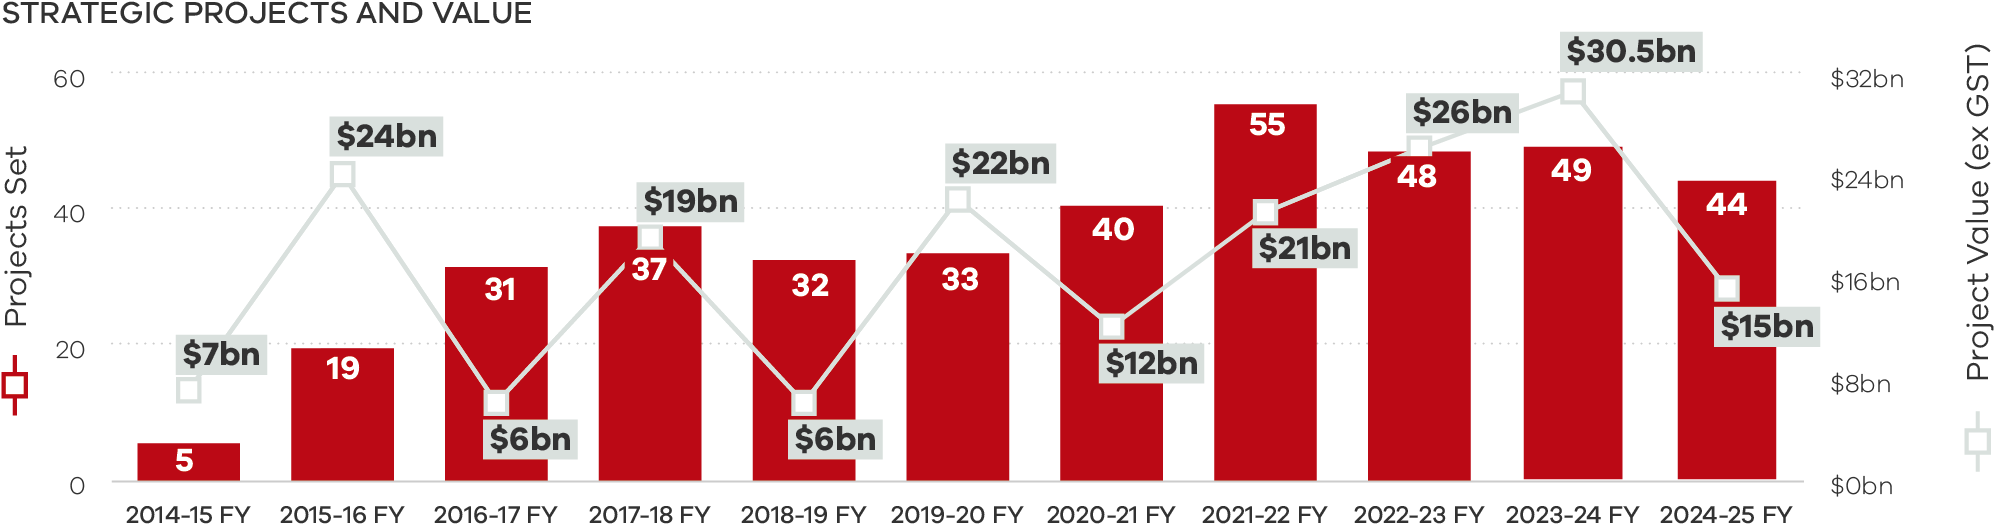 STRATEGIC PROJECTS AND VALUE
Projects Set
60
40
20
0
$7bn
$24bn
$6bn
$19bn
$6bn
$22bn
$12bn
$21bn
$26bn
$30.5bn
$15bn
5
19
31
37
32
33
40
55
48
49
44
2014-15 FY
2015-16 FY
2016-17 FY
2017-18 FY
2018-19 FY
2019-20 FY
2020-21 FY
2021-22 FY
2022-23 FY
2023-24 FY
2024-25 FY
$32bn
$24bn
$16bn
$8bn
$0bn
Project Value (ex GST)